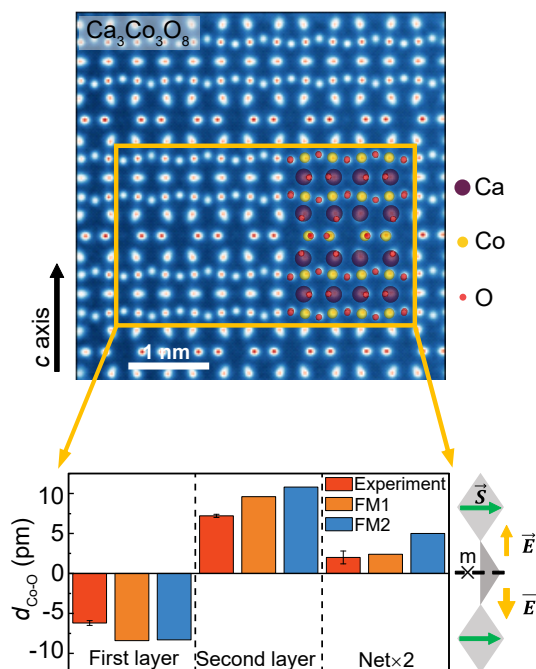 Ca₃Co₃O₈
Ca
Co
O
c axis
1 nm
d_Co-O (pm)
10
5
0
-5
-10
Experiment
FM1
FM2
First layer
Second layer
Net×2
S⃗
E⃗
m
E⃗